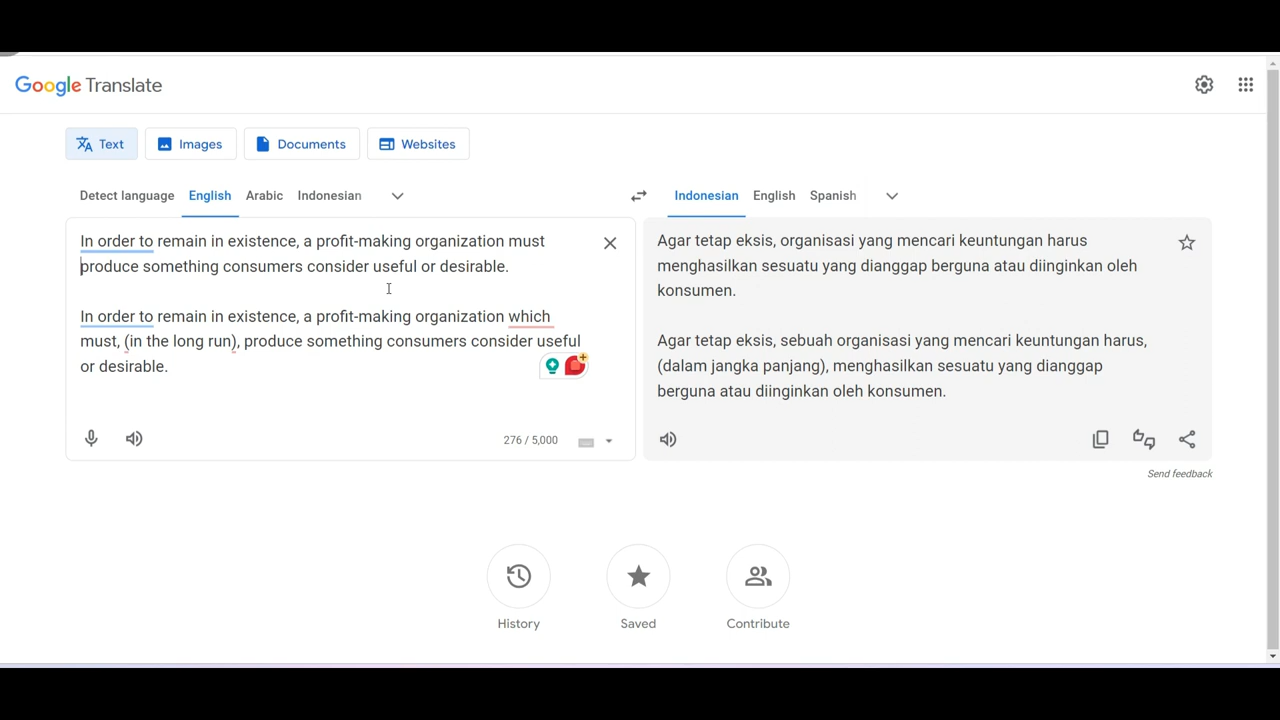 Google Translate
Text
Images
Documents
Websites
Detect language
English
Arabic
Indonesian
Indonesian
English
Spanish
In order to remain in existence, a profit-making organization must
produce something consumers consider useful or desirable.
In order to remain in existence, a profit-making organization which
must, (in the long run), produce something consumers consider useful
or desirable.
276 / 5,000
Agar tetap eksis, organisasi yang mencari keuntungan harus
menghasilkan sesuatu yang dianggap berguna atau diinginkan oleh
konsumen.
Agar tetap eksis, sebuah organisasi yang mencari keuntungan harus,
(dalam jangka panjang), menghasilkan sesuatu yang dianggap
berguna atau diinginkan oleh konsumen.
Send feedback
History
Saved
Contribute